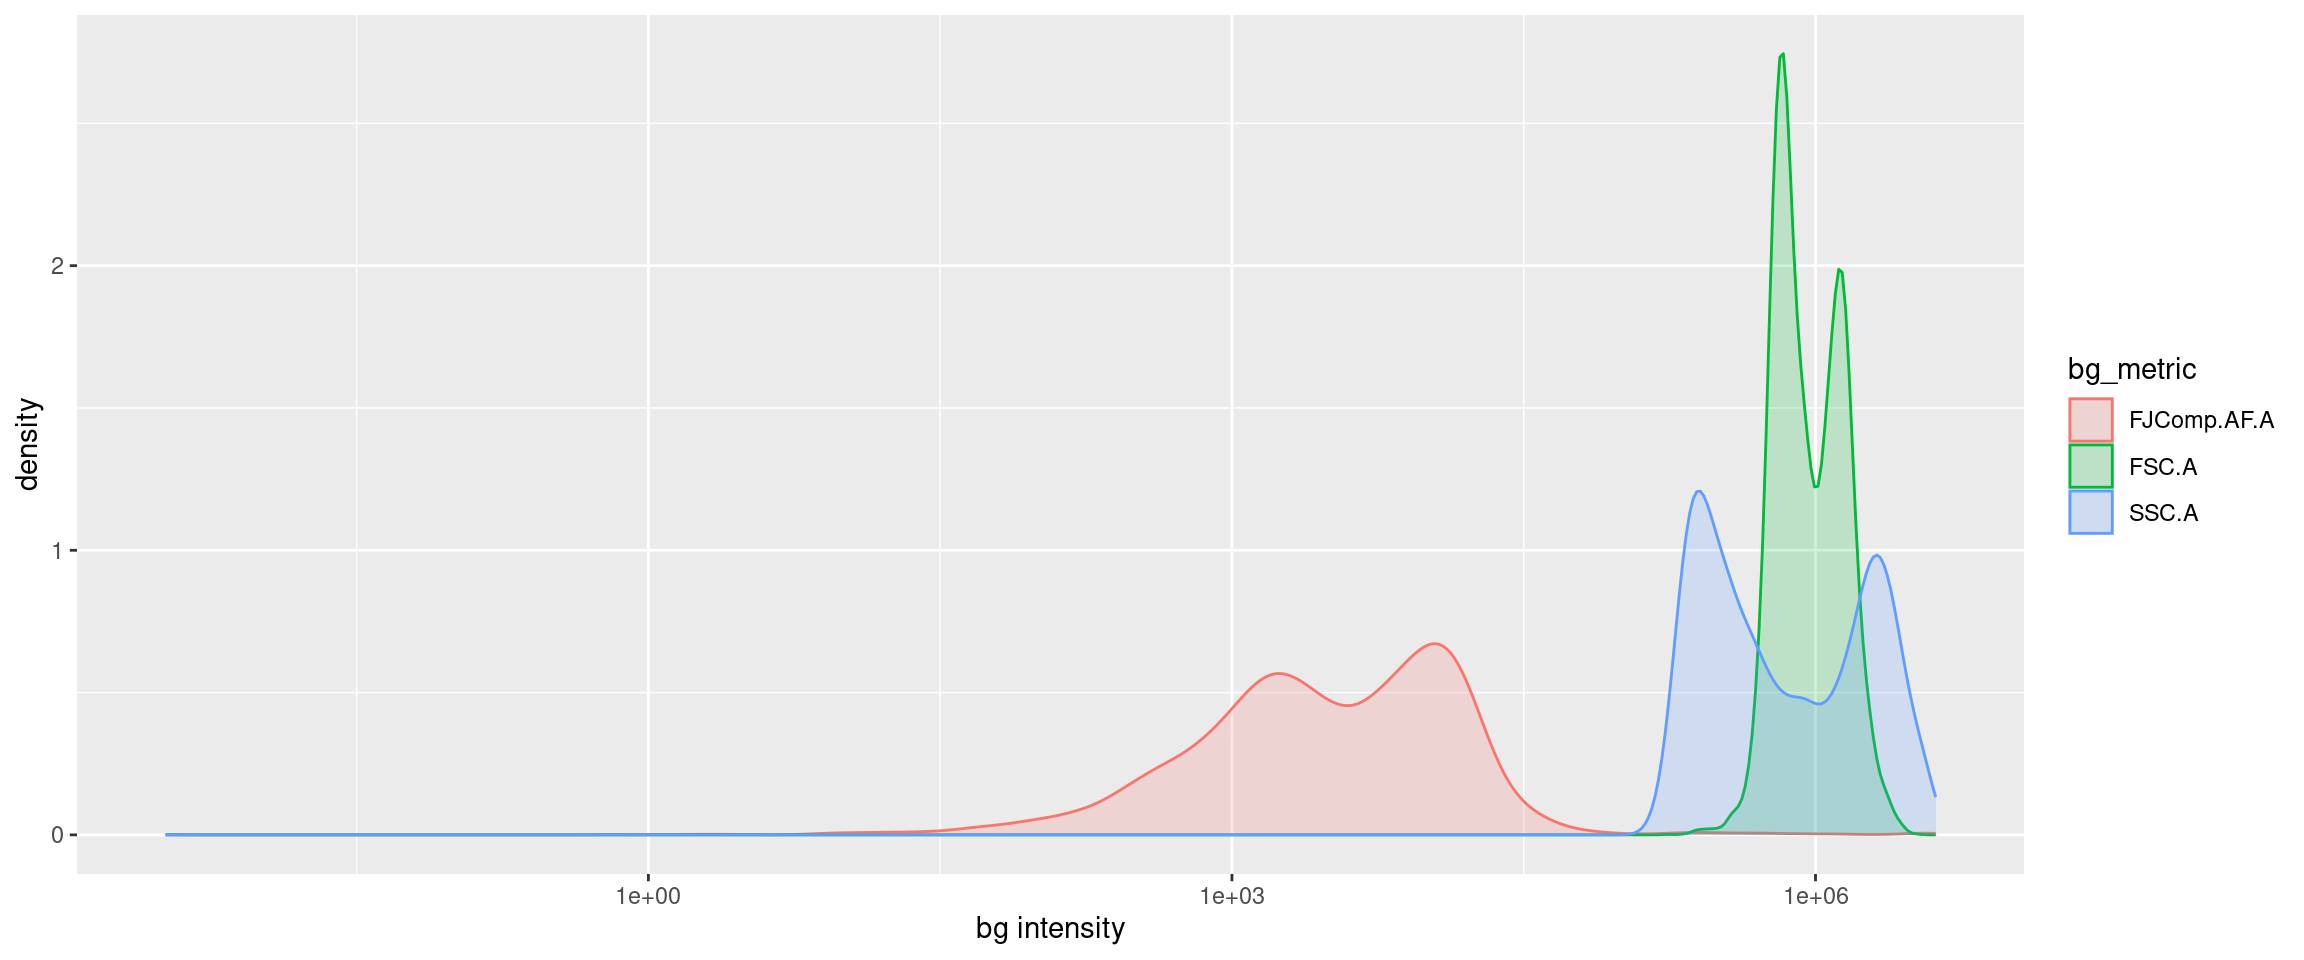 density
2
1
0
1e+00
1e+03
1e+06
bg intensity
bg_metric
FJComp.AF.A
FSC.A
SSC.A